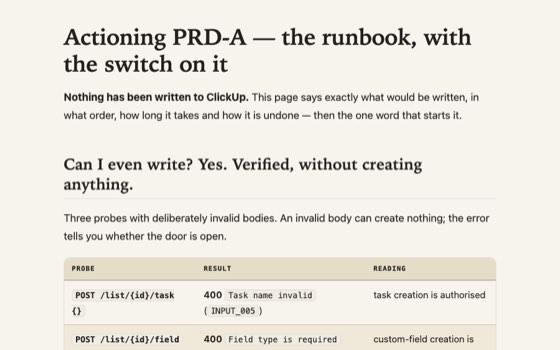 Actioning PRD-A — the runbook, with
the switch on it
Nothing has been written to ClickUp. This page says exactly what would be written, in
what order, how long it takes and how it is undone — then the one word that starts it.
Can I even write? Yes. Verified, without creating
anything.
Three probes with deliberately invalid bodies. An invalid body can create nothing; the error
tells you whether the door is open.
PROBE RESULT READING
POST /list/{id}/task 400 Task name invalid task creation is authorised
{} ( INPUT_005 )
POST /list/{id}/field 400 Field type is required custom-field creation is